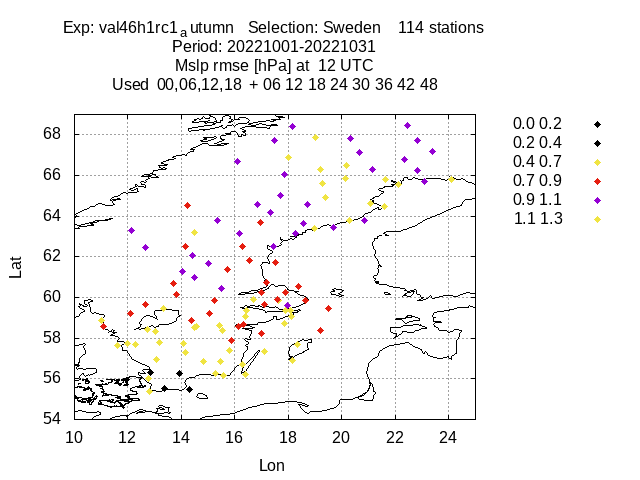 Exp: val46h1rc1autumn Selection: Sweden 114 stations
Period: 20221001-20221031
Mslp rmse [hPa] at 12 UTC
Used 00,06,12,18 + 06 12 18 24 30 36 42 48
0.0 0.2
0.2 0.4
0.4 0.7
0.7 0.9
0.9 1.1
1.1 1.3
68
66
64
62
60
58
56
54
Lat
10 12 14 16 18 20 22 24
Lon